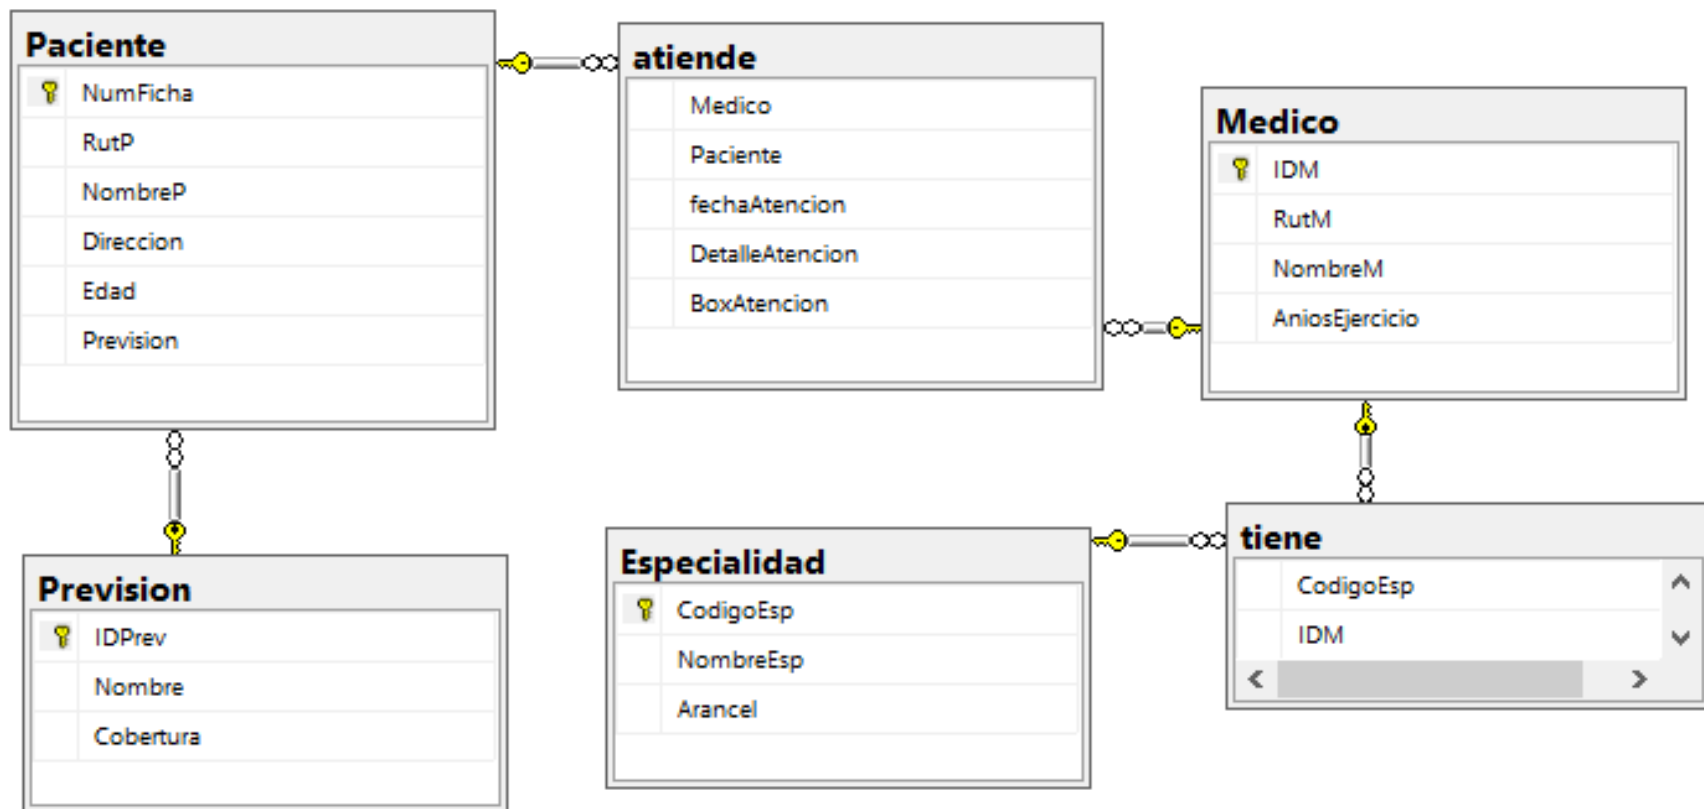 Paciente
NumFicha
RutP
NombreP
Direccion
Edad
Prevision
atiende
Medico
Paciente
fechaAtencion
DetalleAtencion
BoxAtencion
Medico
IDM
RutM
NombreM
AniosEjercicio
Prevision
IDPrev
Nombre
Cobertura
Especialidad
CodigoEsp
NombreEsp
Arancel
tiene
CodigoEsp
IDM